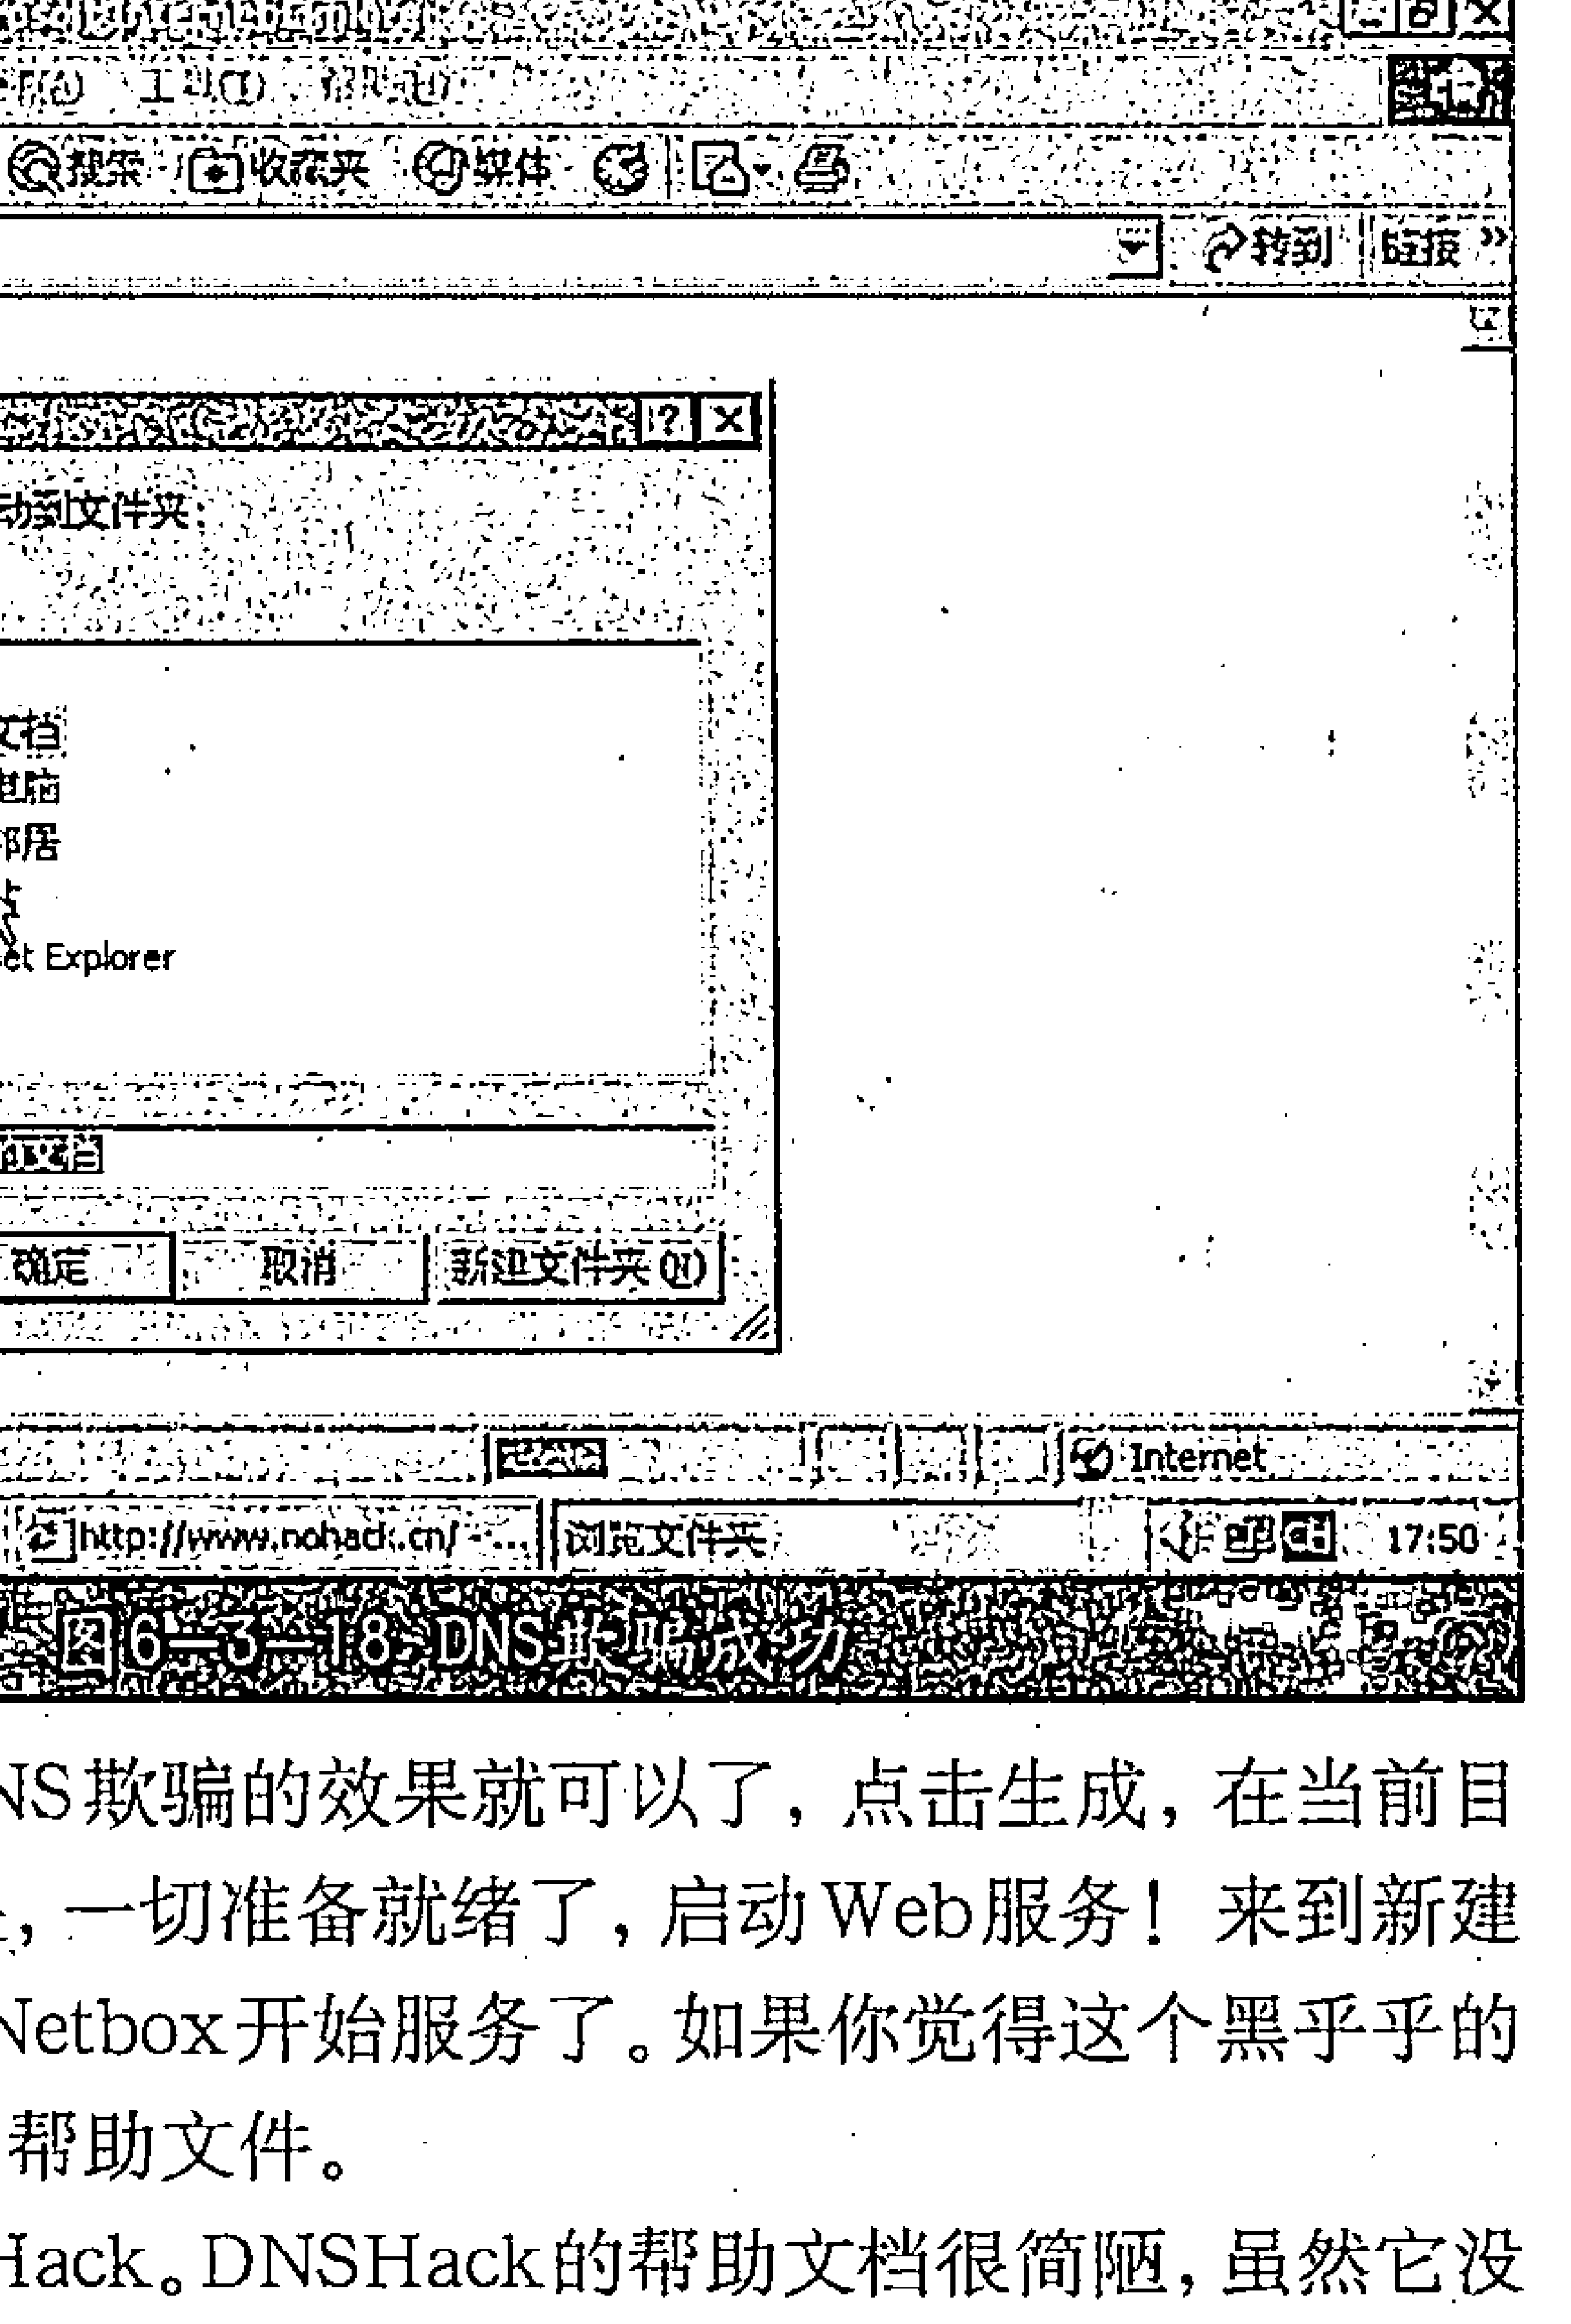 搜索 收藏夹 媒体
转到 链接 »
动到文件夹:
文档
电脑
邻居
et Explorer
的文档
确定 取消 新建文件夹(N)
Internet
http://www.nohack.cn/ -... 浏览文件夹 CH 17:50
图6-3-18 DNS欺骗成功
NS欺骗的效果就可以了，点击生成，在当前目
，一切准备就绪了，启动Web服务！来到新建
Netbox开始服务了。如果你觉得这个黑乎乎的
帮助文件。
Hack。DNSHack的帮助文档很简陋，虽然它没